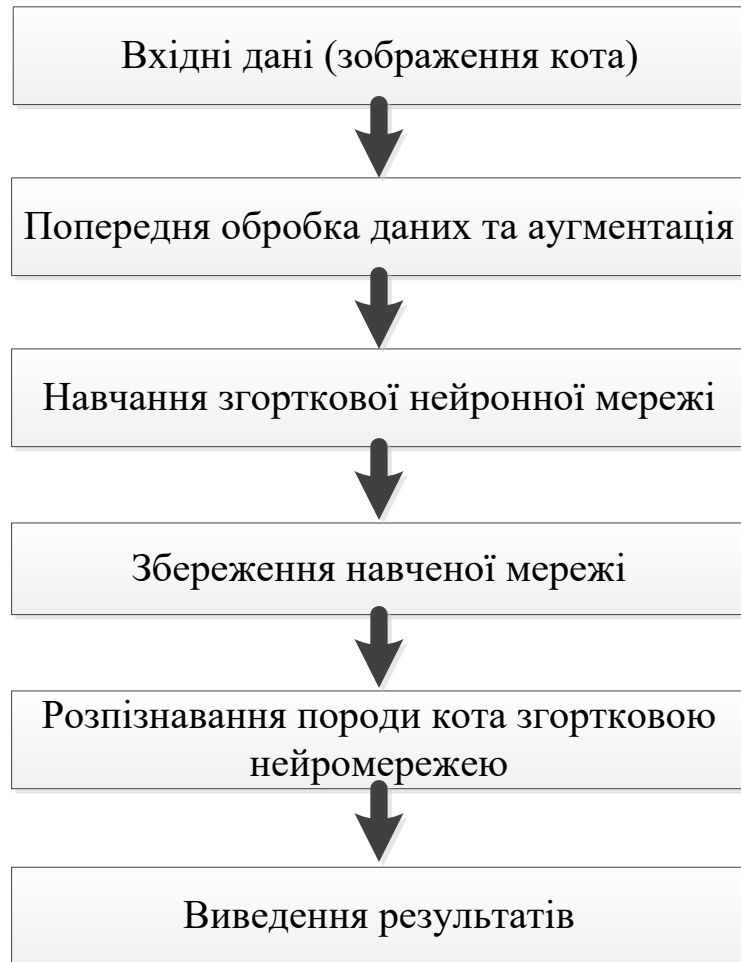 Вхідні дані (зображення кота)
Попередня обробка даних та аугментація
Навчання згорткової нейронної мережі
Збереження навченої мережі
Розпізнавання породи кота згортковою
нейромережею
Виведення результатів